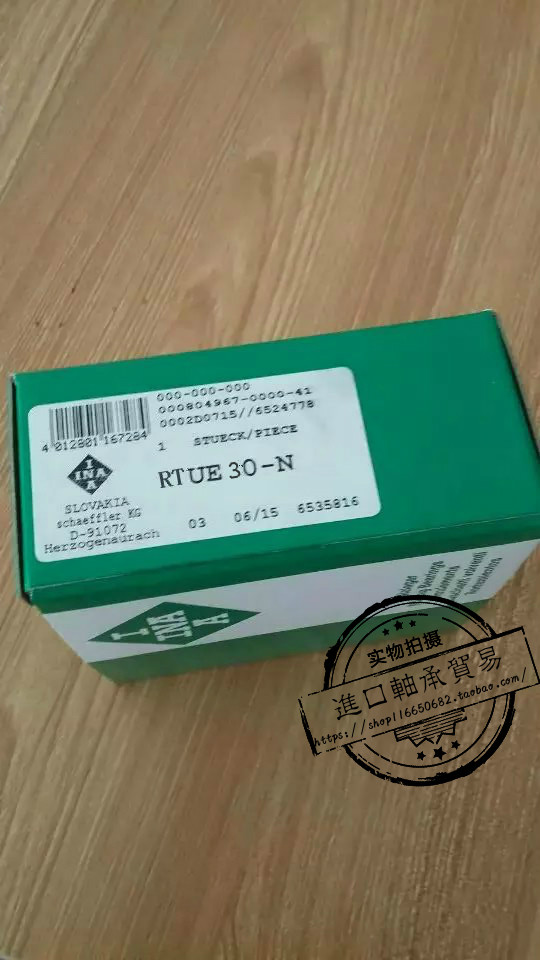 000-000-000
000804967-0000-41
0002D0715//6524778
4 012801 167284
1 STUECK/PIECE
INA
RTUE 30-N
SLOVAKIA
schaeffler KG
D-91072
Herzogenaurach
03 06/15 6535816
INA
实物拍摄
進口軸承貿易
https://shop116650682.taobao.com/